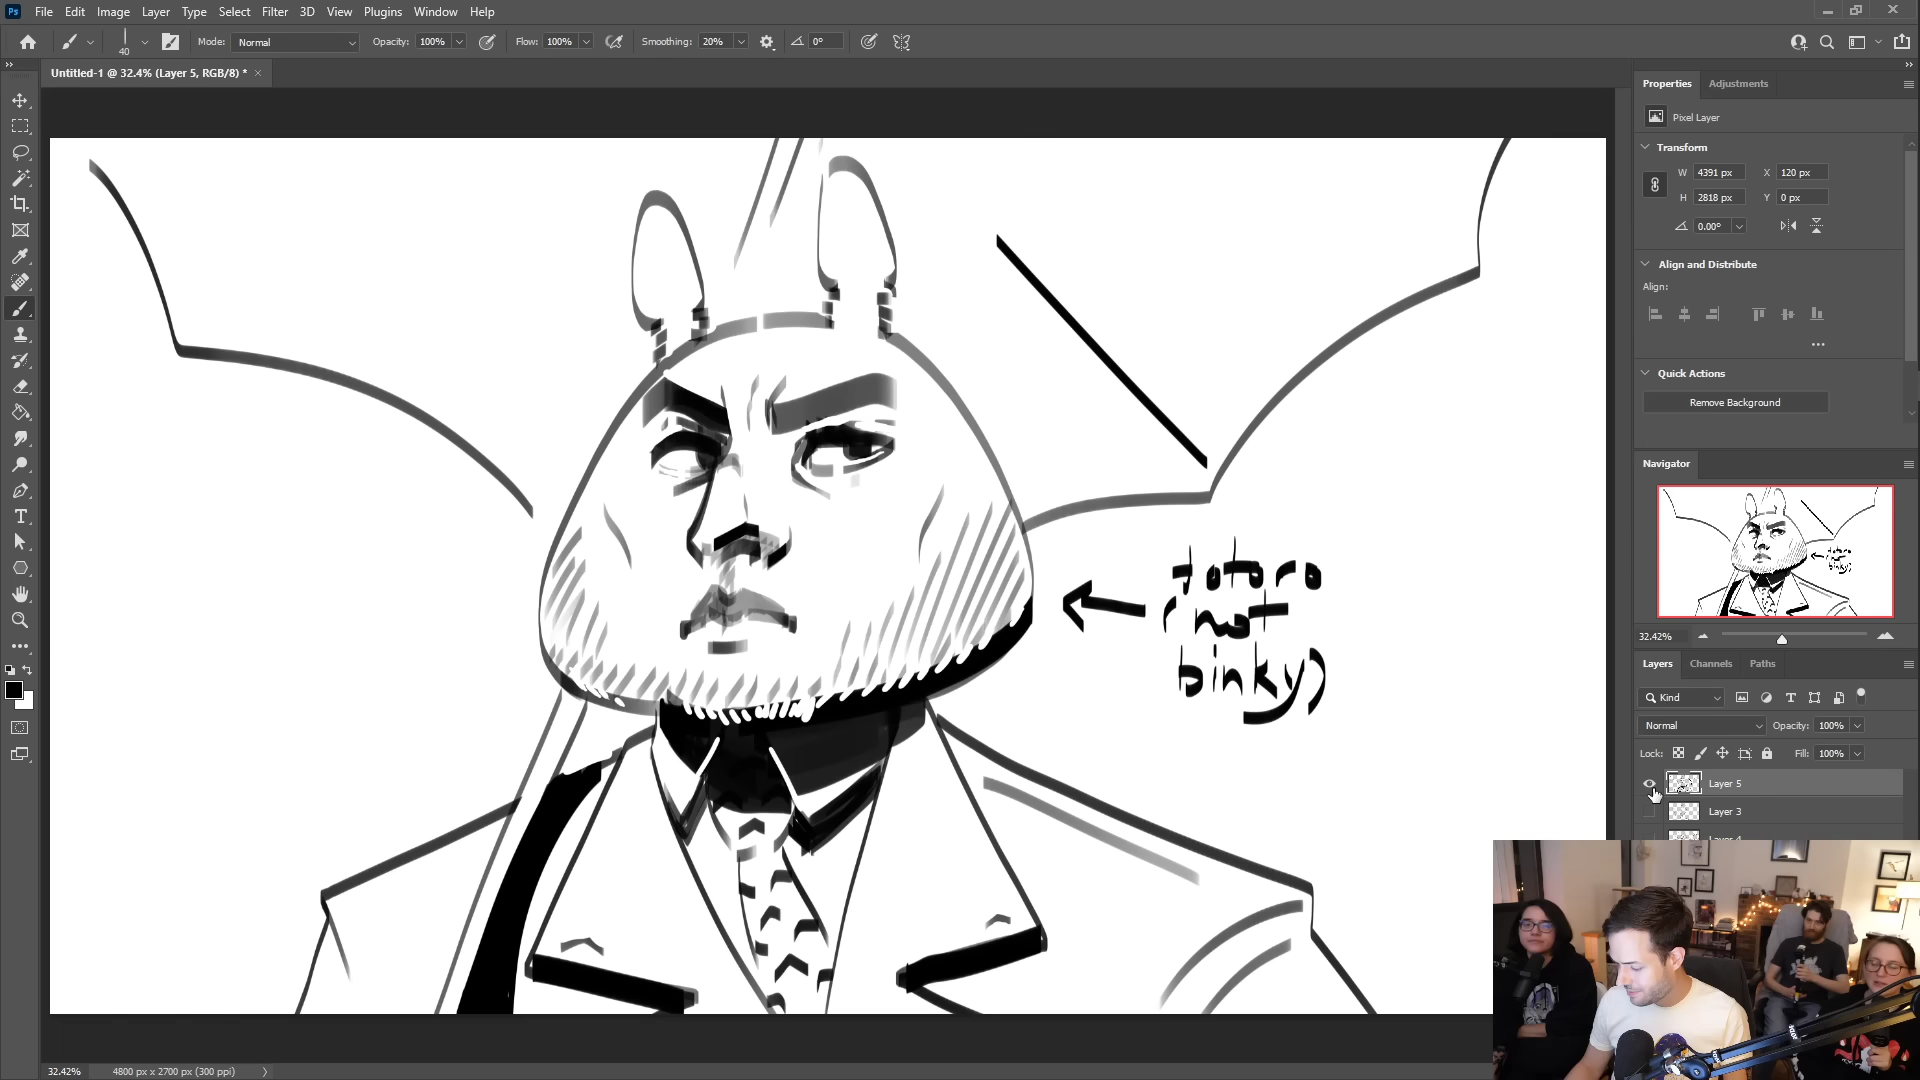 Ps File Edit Image Layer Type Select Filter 3D View Plugins Window Help
40 Mode: Normal Opacity: 100% Flow: 100% Smoothing: 20% 0°
Untitled-1 @ 32.4% (Layer 5, RGB/8) * ×
totoro
(not
binky)
Properties Adjustments
Pixel Layer
Transform
W 4391 px X 120 px
H 2818 px Y 0 px
0.00°
Align and Distribute
Align:
Quick Actions
Remove Background
Navigator
32.42%
Layers Channels Paths
Kind
Normal Opacity: 100%
Lock: Fill: 100%
Layer 5
Layer 3
32.42% 4800 px x 2700 px (300 ppi)